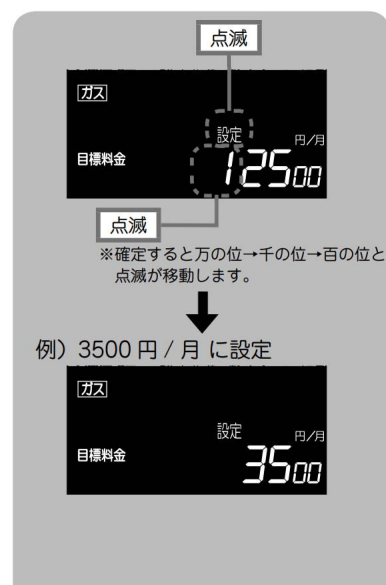 点滅
ガス
設定
円/月
目標料金
12500
点滅
※確定すると万の位→千の位→百の位と
点滅が移動します。
例）3500 円 / 月 に設定
ガス
設定
円/月
目標料金
3500